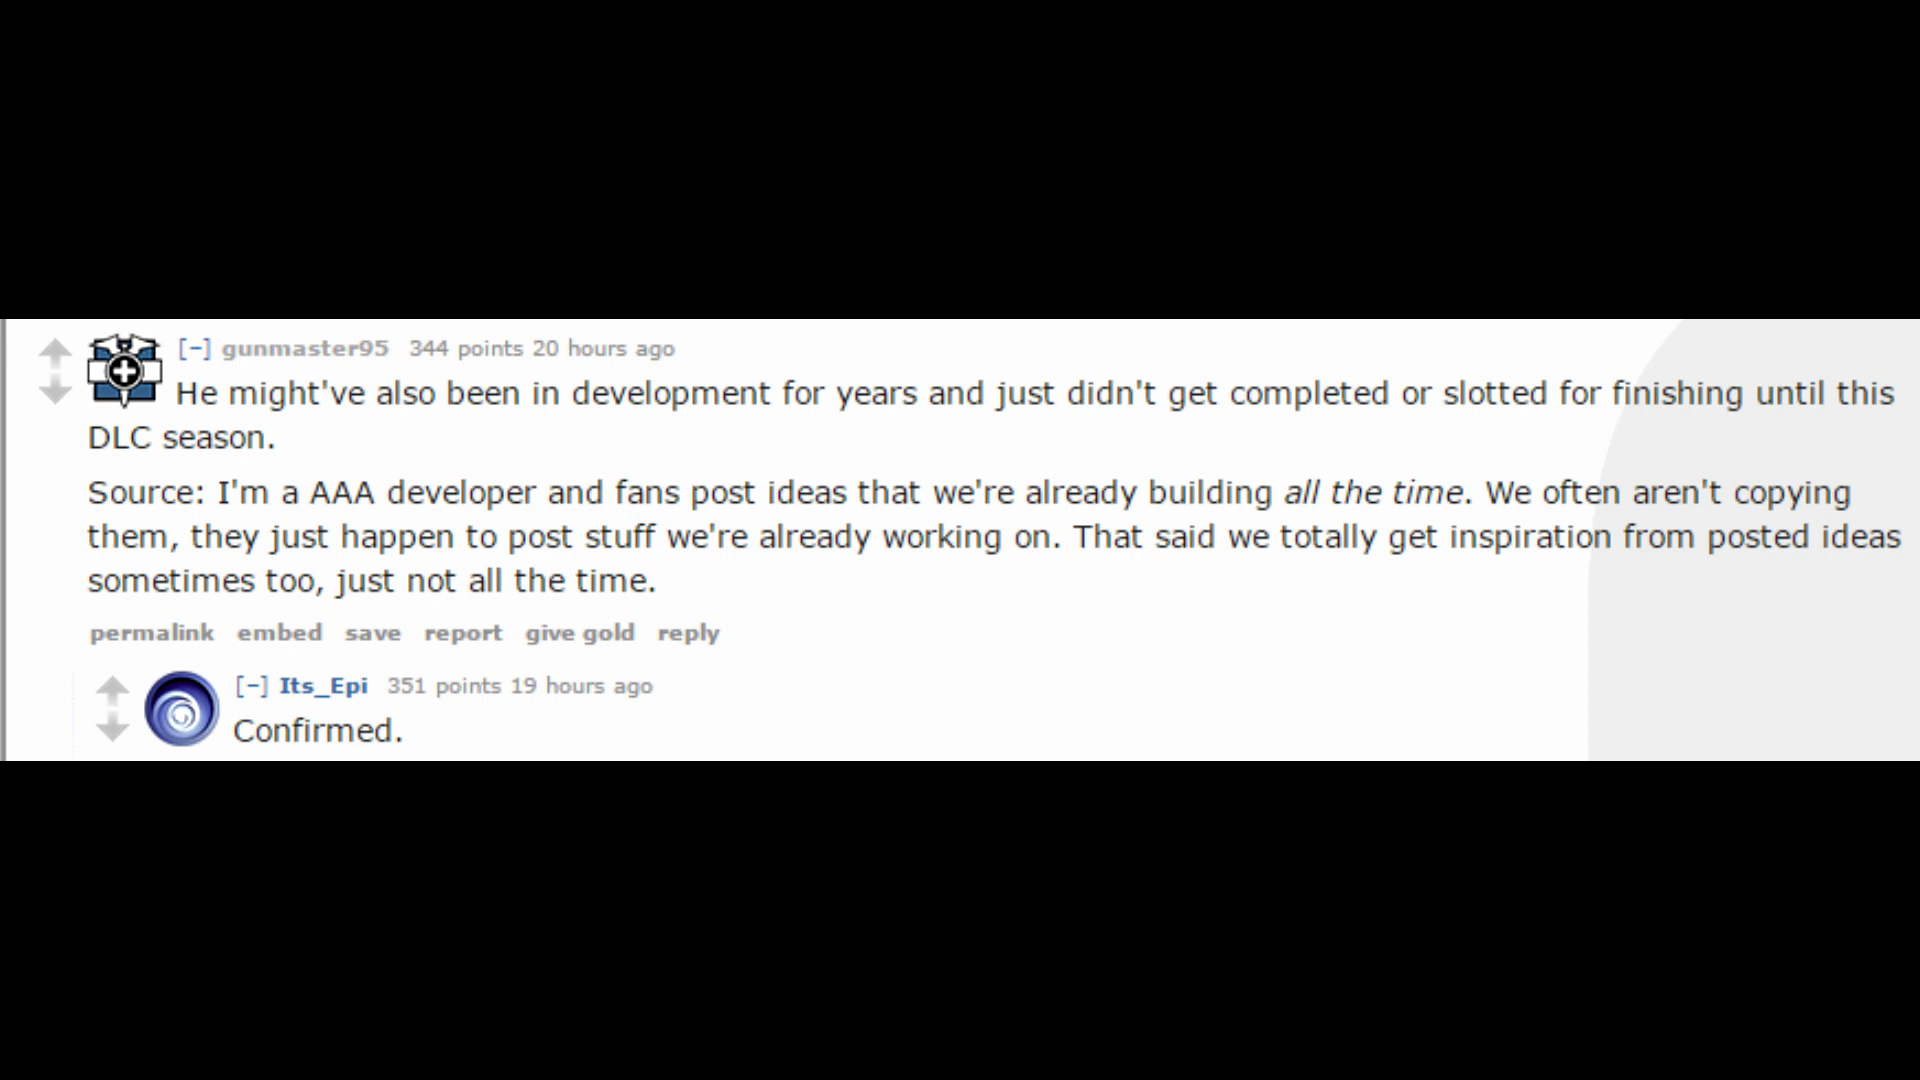 [-] gunmaster95 344 points 20 hours ago
He might've also been in development for years and just didn't get completed or slotted for finishing until this
DLC season.
Source: I'm a AAA developer and fans post ideas that we're already building all the time. We often aren't copying
them, they just happen to post stuff we're already working on. That said we totally get inspiration from posted ideas
sometimes too, just not all the time.
permalink embed save report give gold reply
[-] Its_Epi 351 points 19 hours ago
Confirmed.